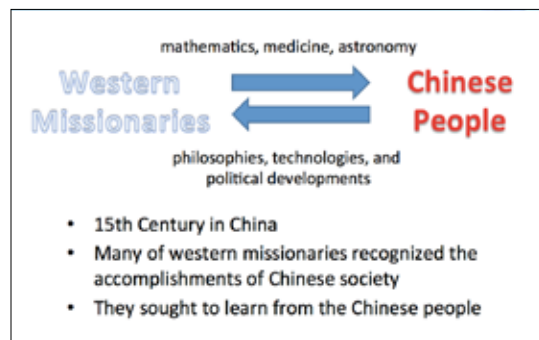 mathematics, medicine, astronomy
Western
Missionaries
Chinese
People
philosophies, technologies, and
political developments
• 15th Century in China
• Many of western missionaries recognized the
accomplishments of Chinese society
• They sought to learn from the Chinese people